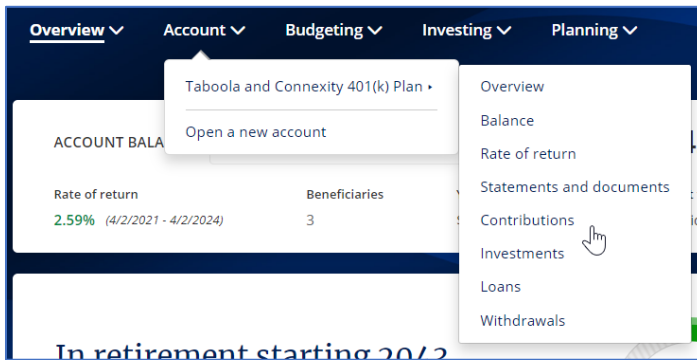 Overview Account Budgeting Investing Planning
Taboola and Connexity 401(k) Plan
Open a new account
Overview
Balance
Rate of return
Statements and documents
Contributions
Investments
Loans
Withdrawals
ACCOUNT
Rate of return Beneficiaries
2.59% (4/2/2021 - 4/2/2024) 3
In retirement starting